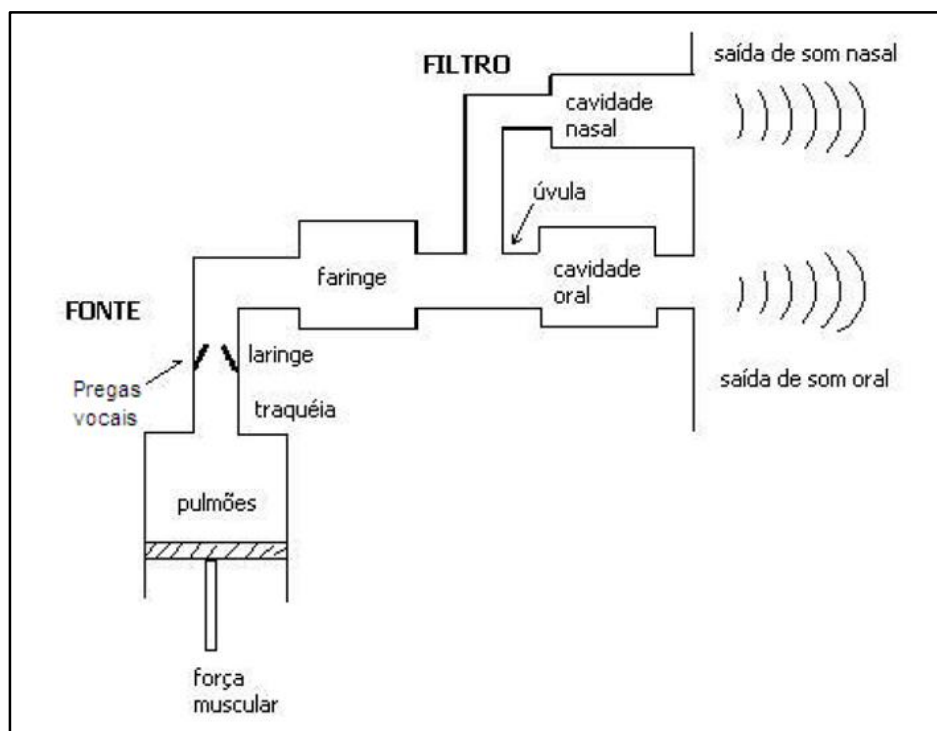 saída de som nasal
FILTRO
cavidade
nasal
úvula
faringe
cavidade
oral
FONTE
laringe
Pregas
vocais
traquéia
saída de som oral
pulmões
força
muscular